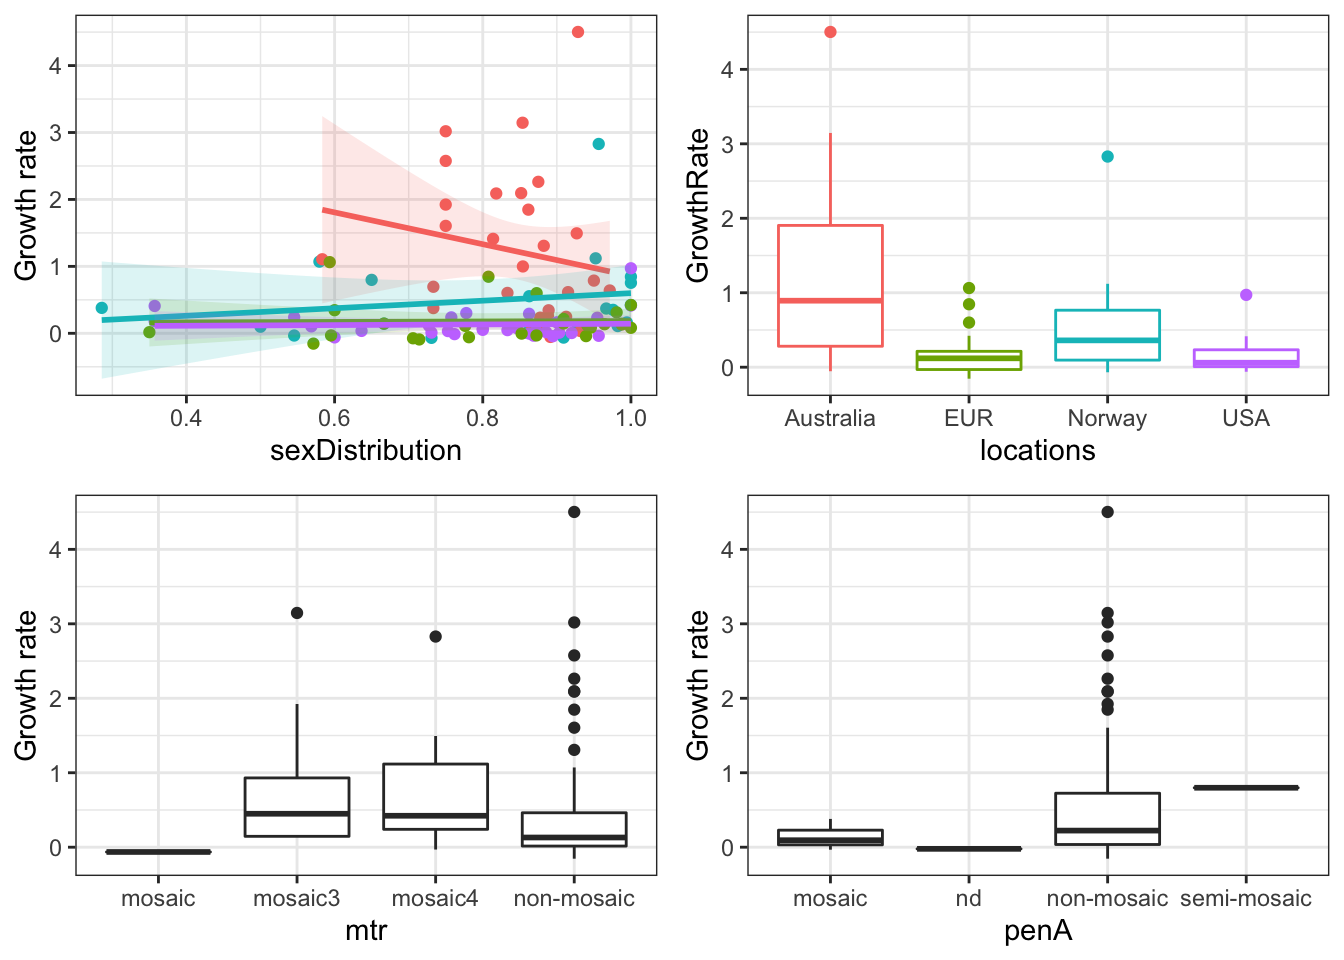 Growth rate
4
3
2
1
0
0.4 0.6 0.8 1.0
sexDistribution
GrowthRate
4
3
2
1
0
Australia EUR Norway USA
locations
Growth rate
4
3
2
1
0
mosaic mosaic3 mosaic4 non-mosaic
mtr
Growth rate
4
3
2
1
0
mosaic nd non-mosaic semi-mosaic
penA